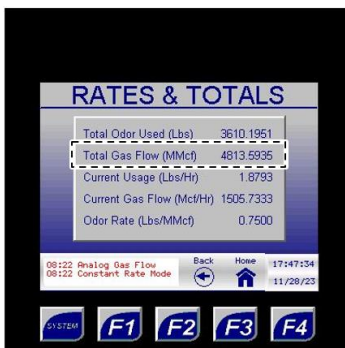 RATES & TOTALS
Total Odor Used (Lbs) 3610.1951
Total Gas Flow (MMcf) 4813.5935
Current Usage (Lbs/Hr) 1.8793
Current Gas Flow (Mcf/Hr) 1505.7333
Odor Rate (Lbs/MMcf) 0.7500
08:22 Analog Gas Flow
08:22 Constant Rate Mode
Back
Home
17:47:34
11/28/23
SYSTEM F1 F2 F3 F4